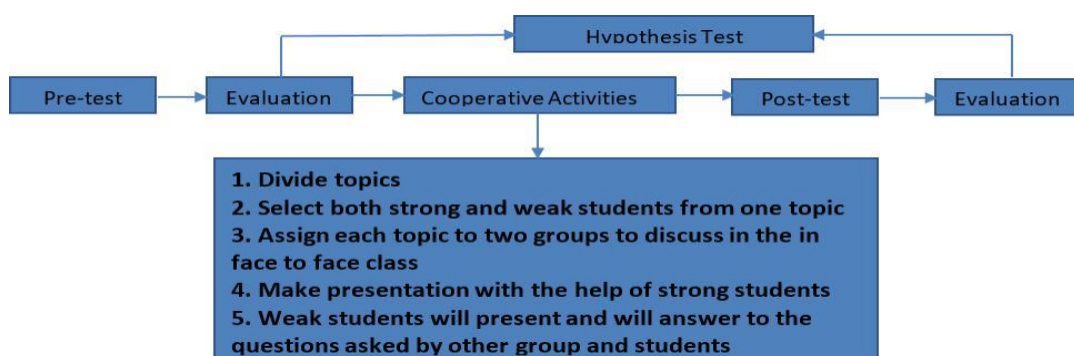 Hypothesis Test
Pre-test
Evaluation
Cooperative Activities
Post-test
Evaluation
1. Divide topics
2. Select both strong and weak students from one topic
3. Assign each topic to two groups to discuss in the in
face to face class
4. Make presentation with the help of strong students
5. Weak students will present and will answer to the
questions asked by other group and students